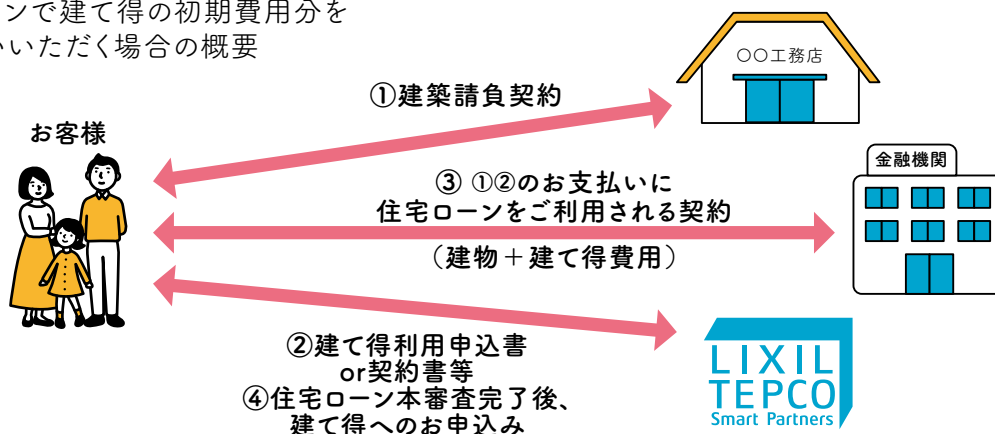 ンで建て得の初期費用分を
いいただく場合の概要
〇〇工務店
①建築請負契約
お客様
金融機関
③ ①②のお支払いに
住宅ローンをご利用される契約
（建物＋建て得費用）
②建て得利用申込書
or契約書等
④住宅ローン本審査完了後、
建て得へのお申込み
LIXIL
TEPCO
Smart Partners